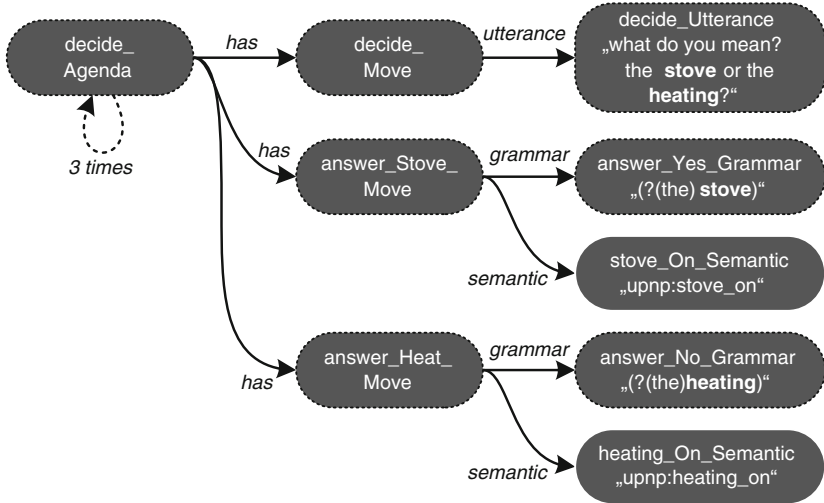 decide_
Agenda
3 times
has
decide_
Move
utterance
decide_Utterance
„what do you mean?
the stove or the
heating?“
has
answer_Stove_
Move
grammar
answer_Yes_Grammar
„(?(the) stove)“
semantic
stove_On_Semantic
„upnp:stove_on“
has
answer_Heat_
Move
grammar
answer_No_Grammar
„(?(the)heating)“
semantic
heating_On_Semantic
„upnp:heating_on“